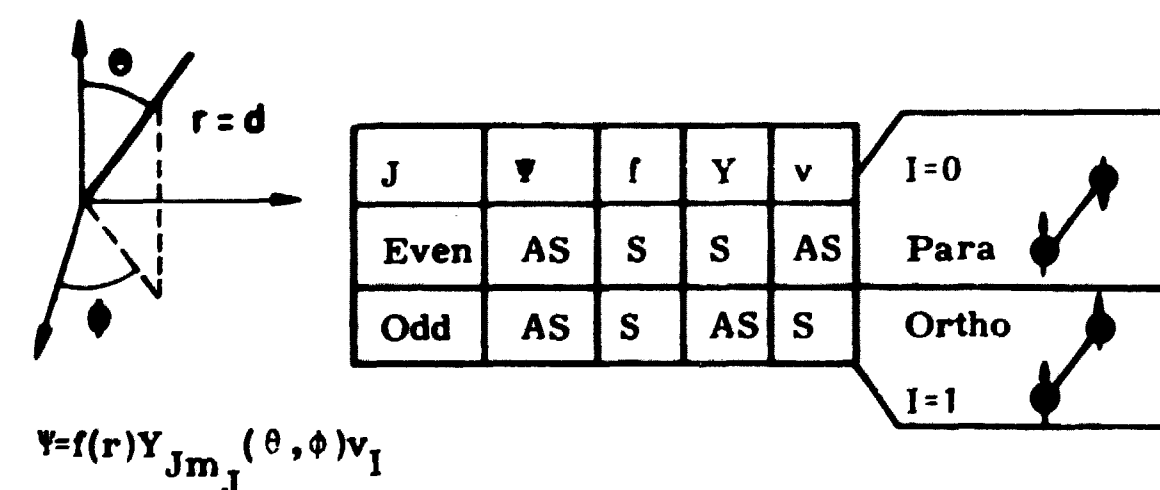 θ
r = d
ϕ
J Ψ f Y v
Even AS S S AS
Odd AS S AS S
I=0
Para
Ortho
I=1
Ψ=f(r)Y_{Jm_J}(θ,ϕ)v_I